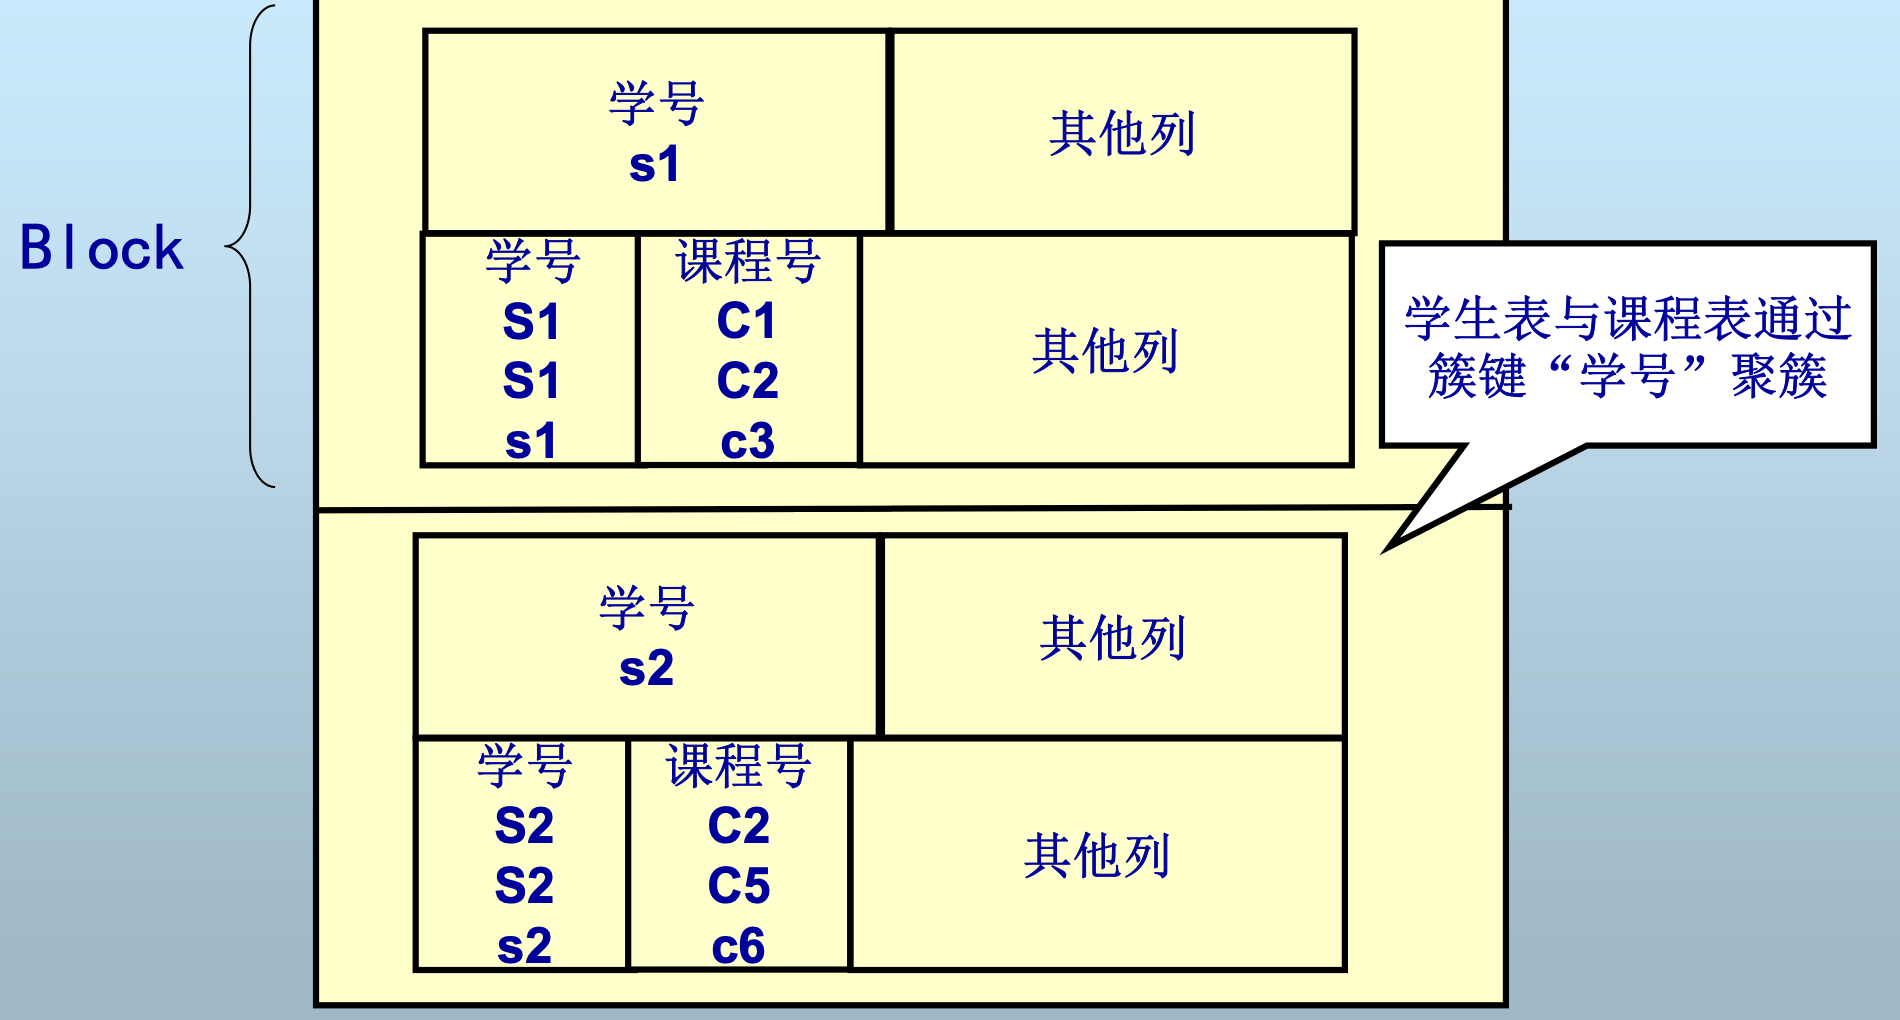 Block
学号
s1
其他列
学号
S1
S1
s1
课程号
C1
C2
c3
其他列
学生表与课程表通过
簇键“学号”聚簇
学号
s2
其他列
学号
S2
S2
s2
课程号
C2
C5
c6
其他列